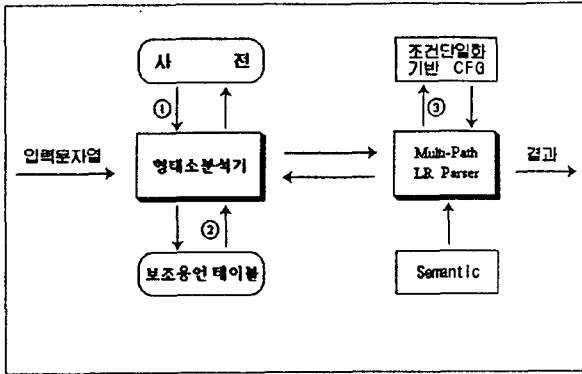 사 전
조건단일화
기반 CFG
①
③
입력문자열
형태소분석기
Multi-Path
LR Parser
결과
②
보조용언 테이블
Semantic